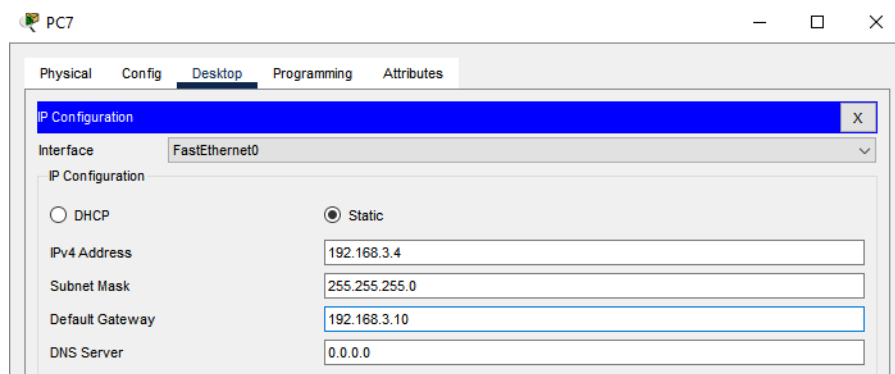 PC7
Physical Config Desktop Programming Attributes
IP Configuration X
Interface FastEthernet0
IP Configuration
DHCP Static
IPv4 Address 192.168.3.4
Subnet Mask 255.255.255.0
Default Gateway 192.168.3.10
DNS Server 0.0.0.0